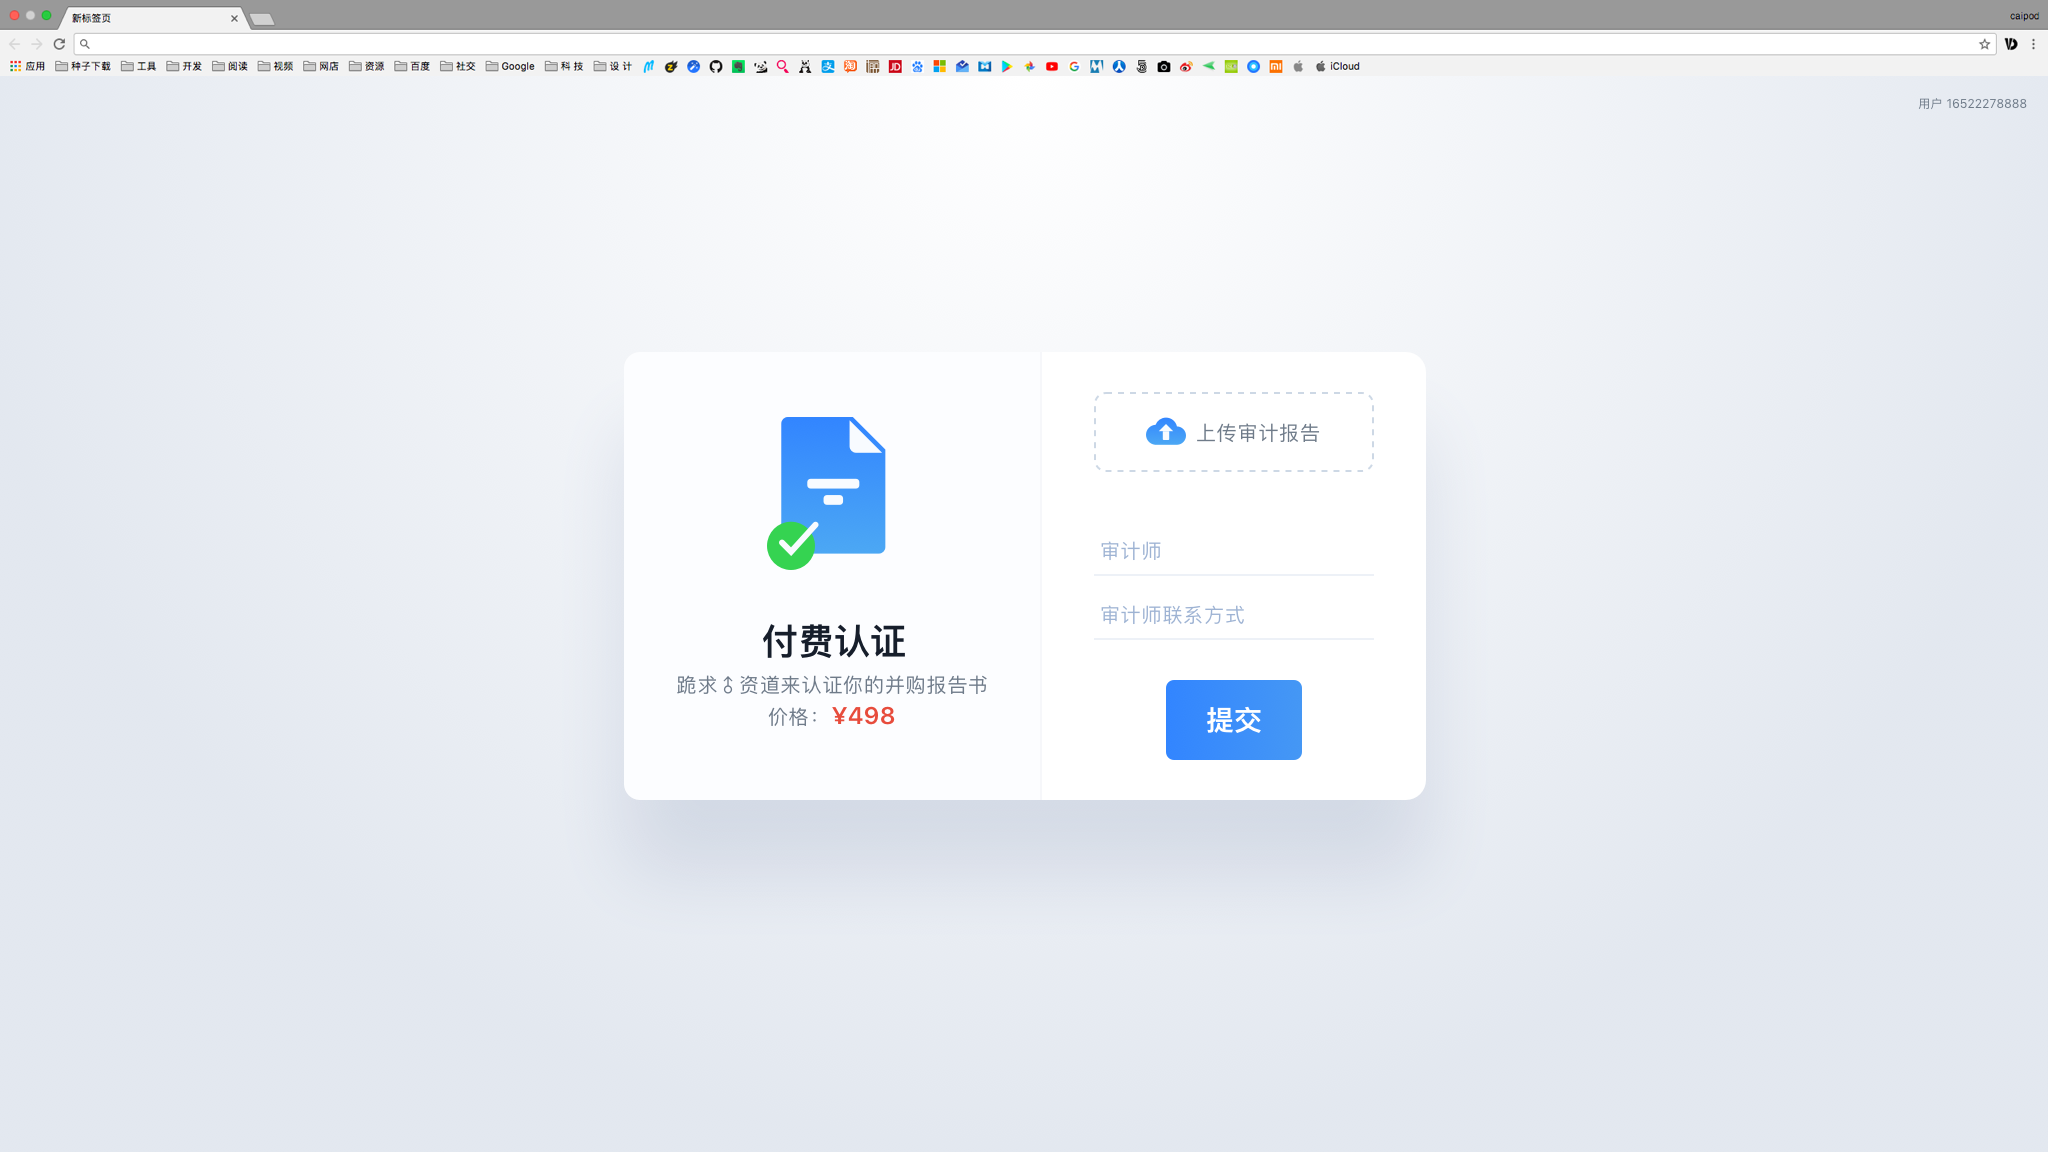 新标签页
caipod
应用 种子下载 工具 开发 阅读 视频 网店 资源 百度 社交 Google 科 技 设 计 iCloud
用户 16522278888
上传审计报告
审计师
审计师联系方式
提交
付费认证
跪求资道来认证你的并购报告书
价格：¥498